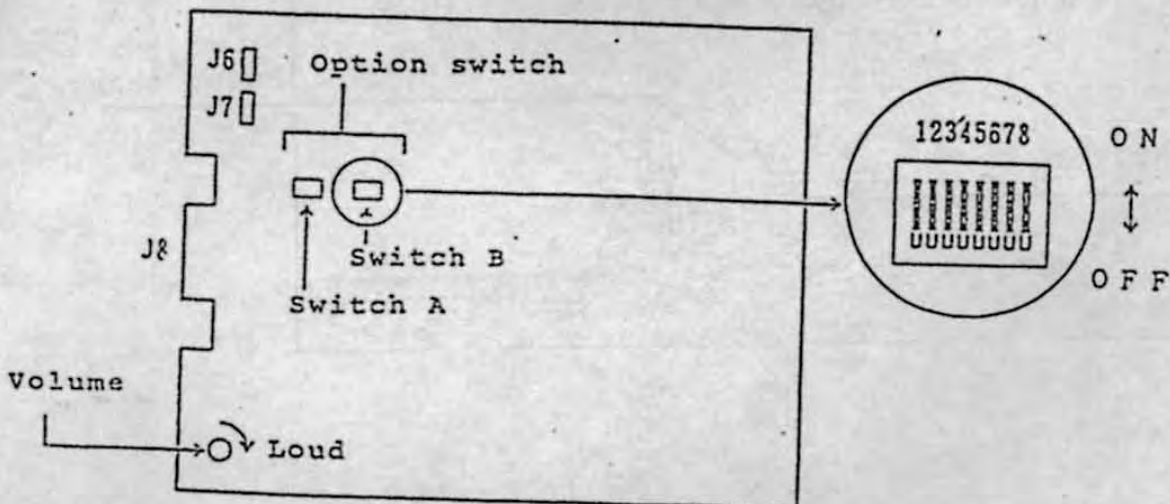 J6
Option switch
J7
12345678
ON
J8
Switch B
OFF
Switch A
Volume
Loud